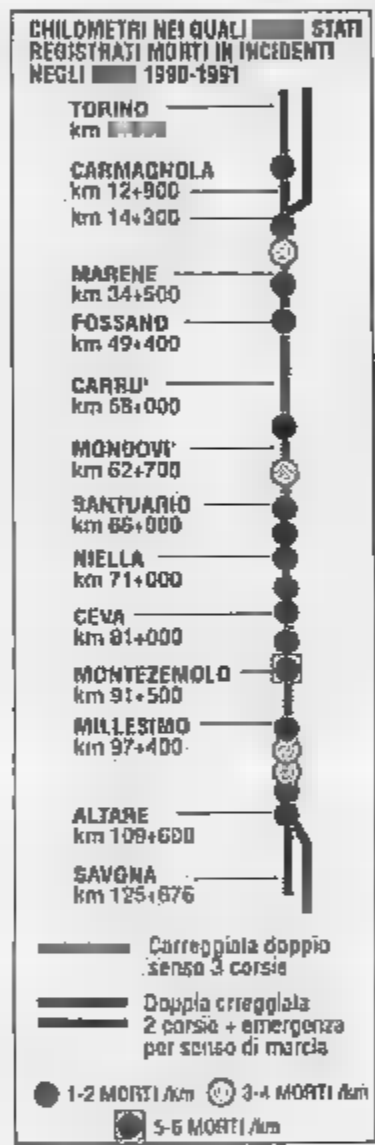 CHILOMETRI NEI QUALI STATI
REGISTRATI MORTI IN INCIDENTI
NEGLI 1990-1991
TORINO
km
CARMAGNOLA
km 12+900
km 14+300
MARENE
km 34+500
FOSSANO
km 49+400
CARRU'
km 58+000
MONDOVI'
km 62+700
SANTUARIO
km 66+000
NIELLA
km 71+000
CEVA
km 81+000
MONTEZEMOLO
km 91+500
MILLESIMO
km 97+400
ALTARE
km 109+600
SAVONA
km 125+676
Carreggiata doppio
senso 3 corsie
Doppia crreggiata
2 corsie + emergenza
per senso di marcia
1-2 MORTI /km 3-4 MORTI /km
5-6 MORTI /km